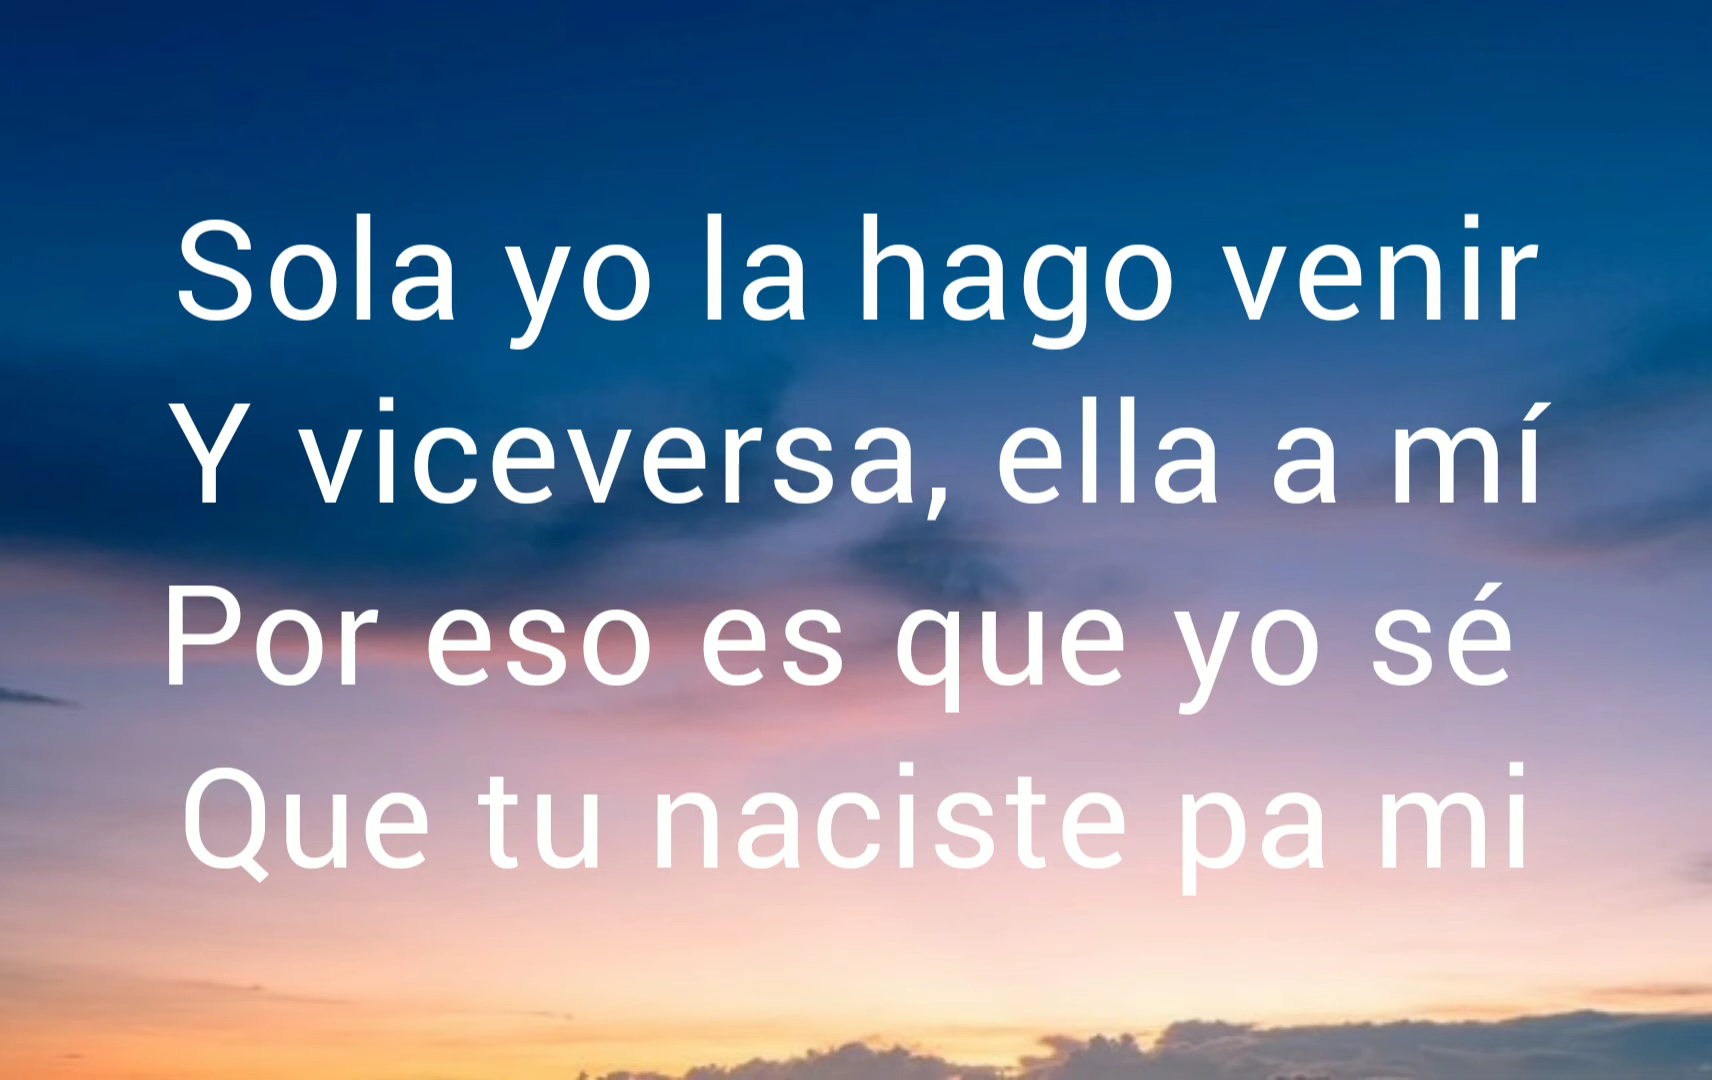 Sola yo la hago venir
Y viceversa, ella a mí
Por eso es que yo sé
Que tu naciste pa mi